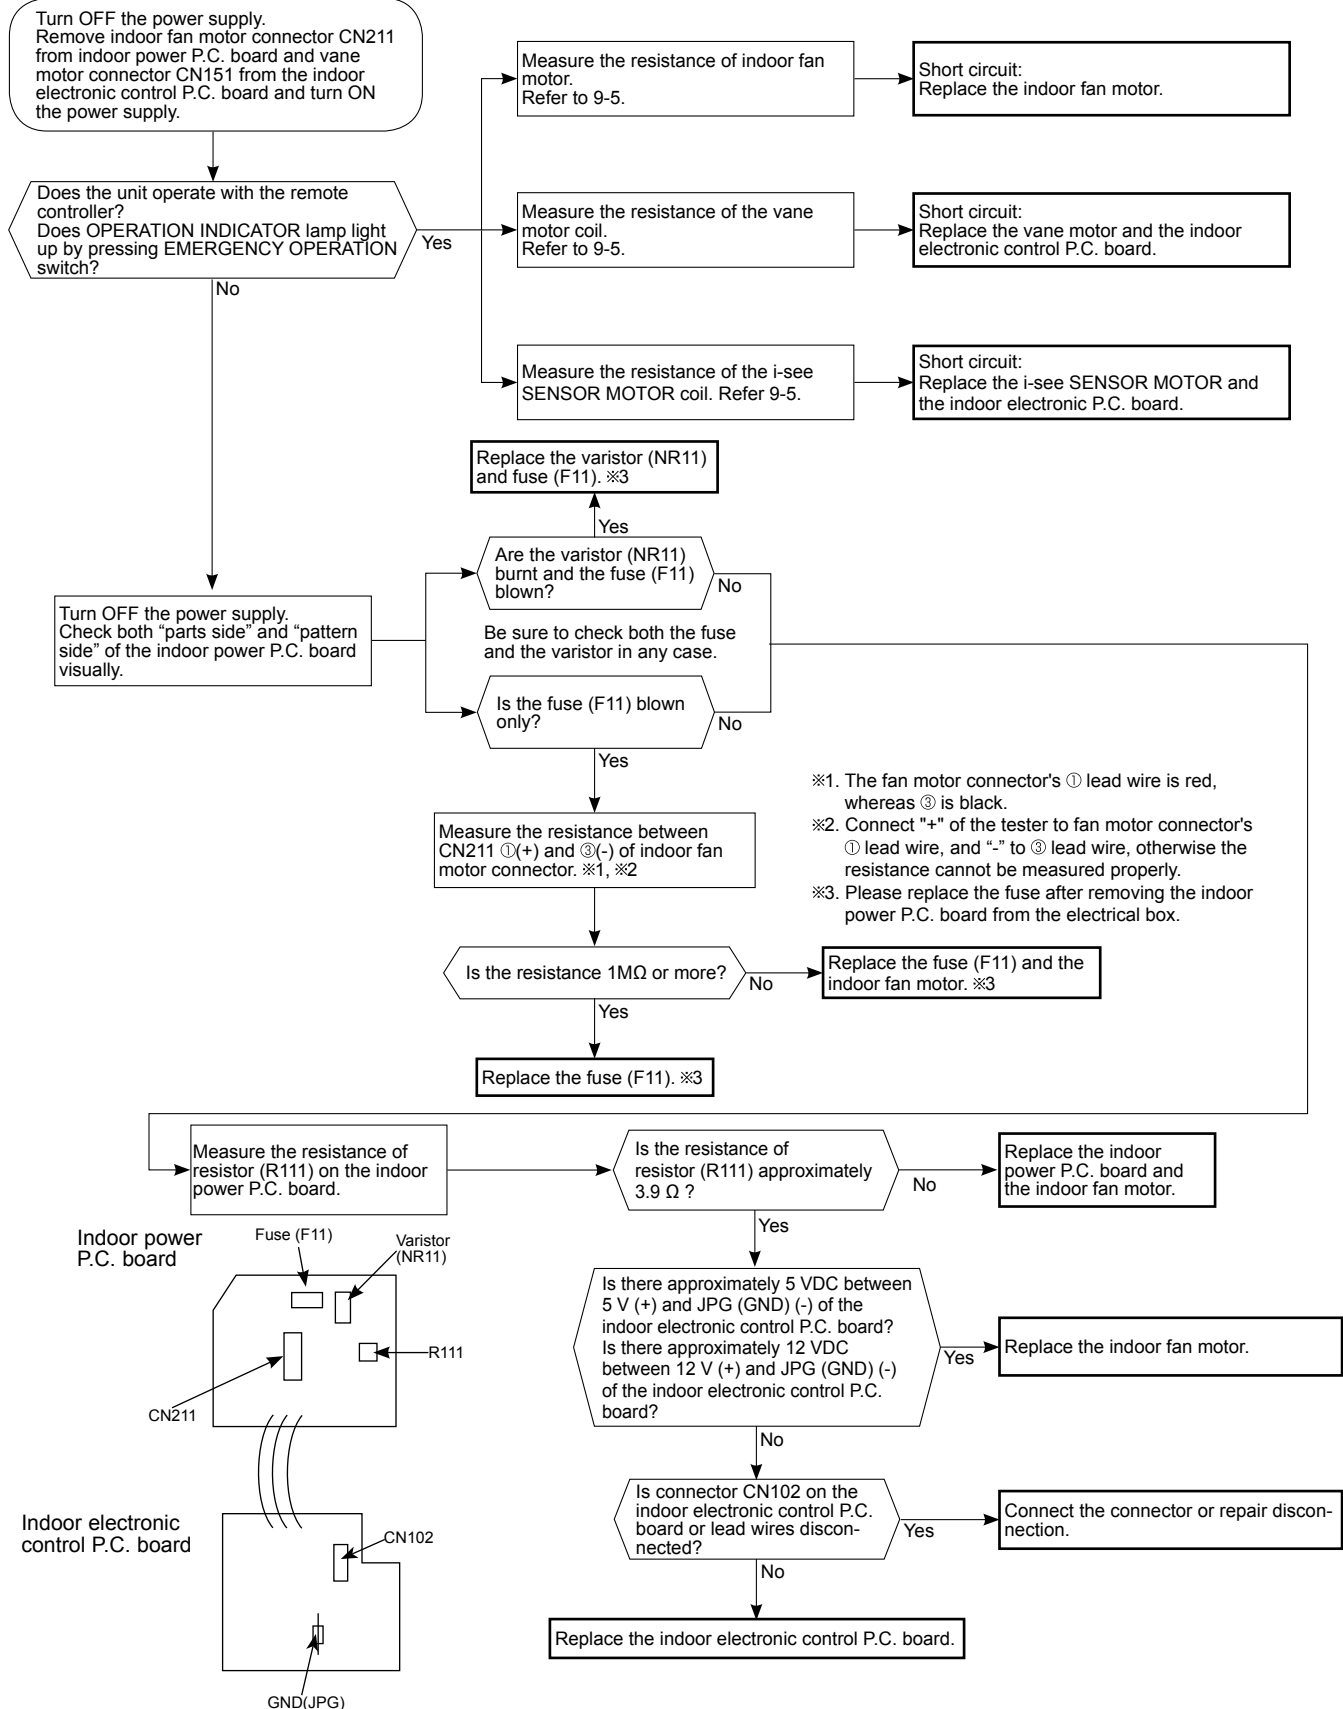 Turn OFF the power supply.
Remove indoor fan motor connector CN211
from indoor power P.C. board and vane
motor connector CN151 from the indoor
electronic control P.C. board and turn ON
the power supply.
Measure the resistance of indoor fan
motor.
Refer to 9-5.
Short circuit:
Replace the indoor fan motor.
Does the unit operate with the remote
controller?
Does OPERATION INDICATOR lamp light
up by pressing EMERGENCY OPERATION
switch?
Yes
No
Measure the resistance of the vane
motor coil.
Refer to 9-5.
Short circuit:
Replace the vane motor and the indoor
electronic control P.C. board.
Measure the resistance of the i-see
SENSOR MOTOR coil. Refer 9-5.
Short circuit:
Replace the i-see SENSOR MOTOR and
the indoor electronic P.C. board.
Replace the varistor (NR11)
and fuse (F11). ※3
Yes
Are the varistor (NR11)
burnt and the fuse (F11)
blown?
No
Turn OFF the power supply.
Check both “parts side” and “pattern
side” of the indoor power P.C. board
visually.
Be sure to check both the fuse
and the varistor in any case.
Is the fuse (F11) blown
only?
No
Yes
※1. The fan motor connector's ① lead wire is red,
whereas ③ is black.
※2. Connect "+" of the tester to fan motor connector's
① lead wire, and “-” to ③ lead wire, otherwise the
resistance cannot be measured properly.
※3. Please replace the fuse after removing the indoor
power P.C. board from the electrical box.
Measure the resistance between
CN211 ①(+) and ③(-) of indoor fan
motor connector. ※1, ※2
Is the resistance 1MΩ or more?
No
Replace the fuse (F11) and the
indoor fan motor. ※3
Yes
Replace the fuse (F11). ※3
Measure the resistance of
resistor (R111) on the indoor
power P.C. board.
Is the resistance of
resistor (R111) approximately
3.9 Ω ?
No
Replace the indoor
power P.C. board and
the indoor fan motor.
Yes
Indoor power
P.C. board
Fuse (F11)
Varistor
(NR11)
R111
CN211
Is there approximately 5 VDC between
5 V (+) and JPG (GND) (-) of the
indoor electronic control P.C. board?
Is there approximately 12 VDC
between 12 V (+) and JPG (GND) (-)
of the indoor electronic control P.C.
board?
Yes
Replace the indoor fan motor.
No
Indoor electronic
control P.C. board
CN102
GND(JPG)
Is connector CN102 on the
indoor electronic control P.C.
board or lead wires discon-
nected?
Yes
Connect the connector or repair discon-
nection.
No
Replace the indoor electronic control P.C. board.